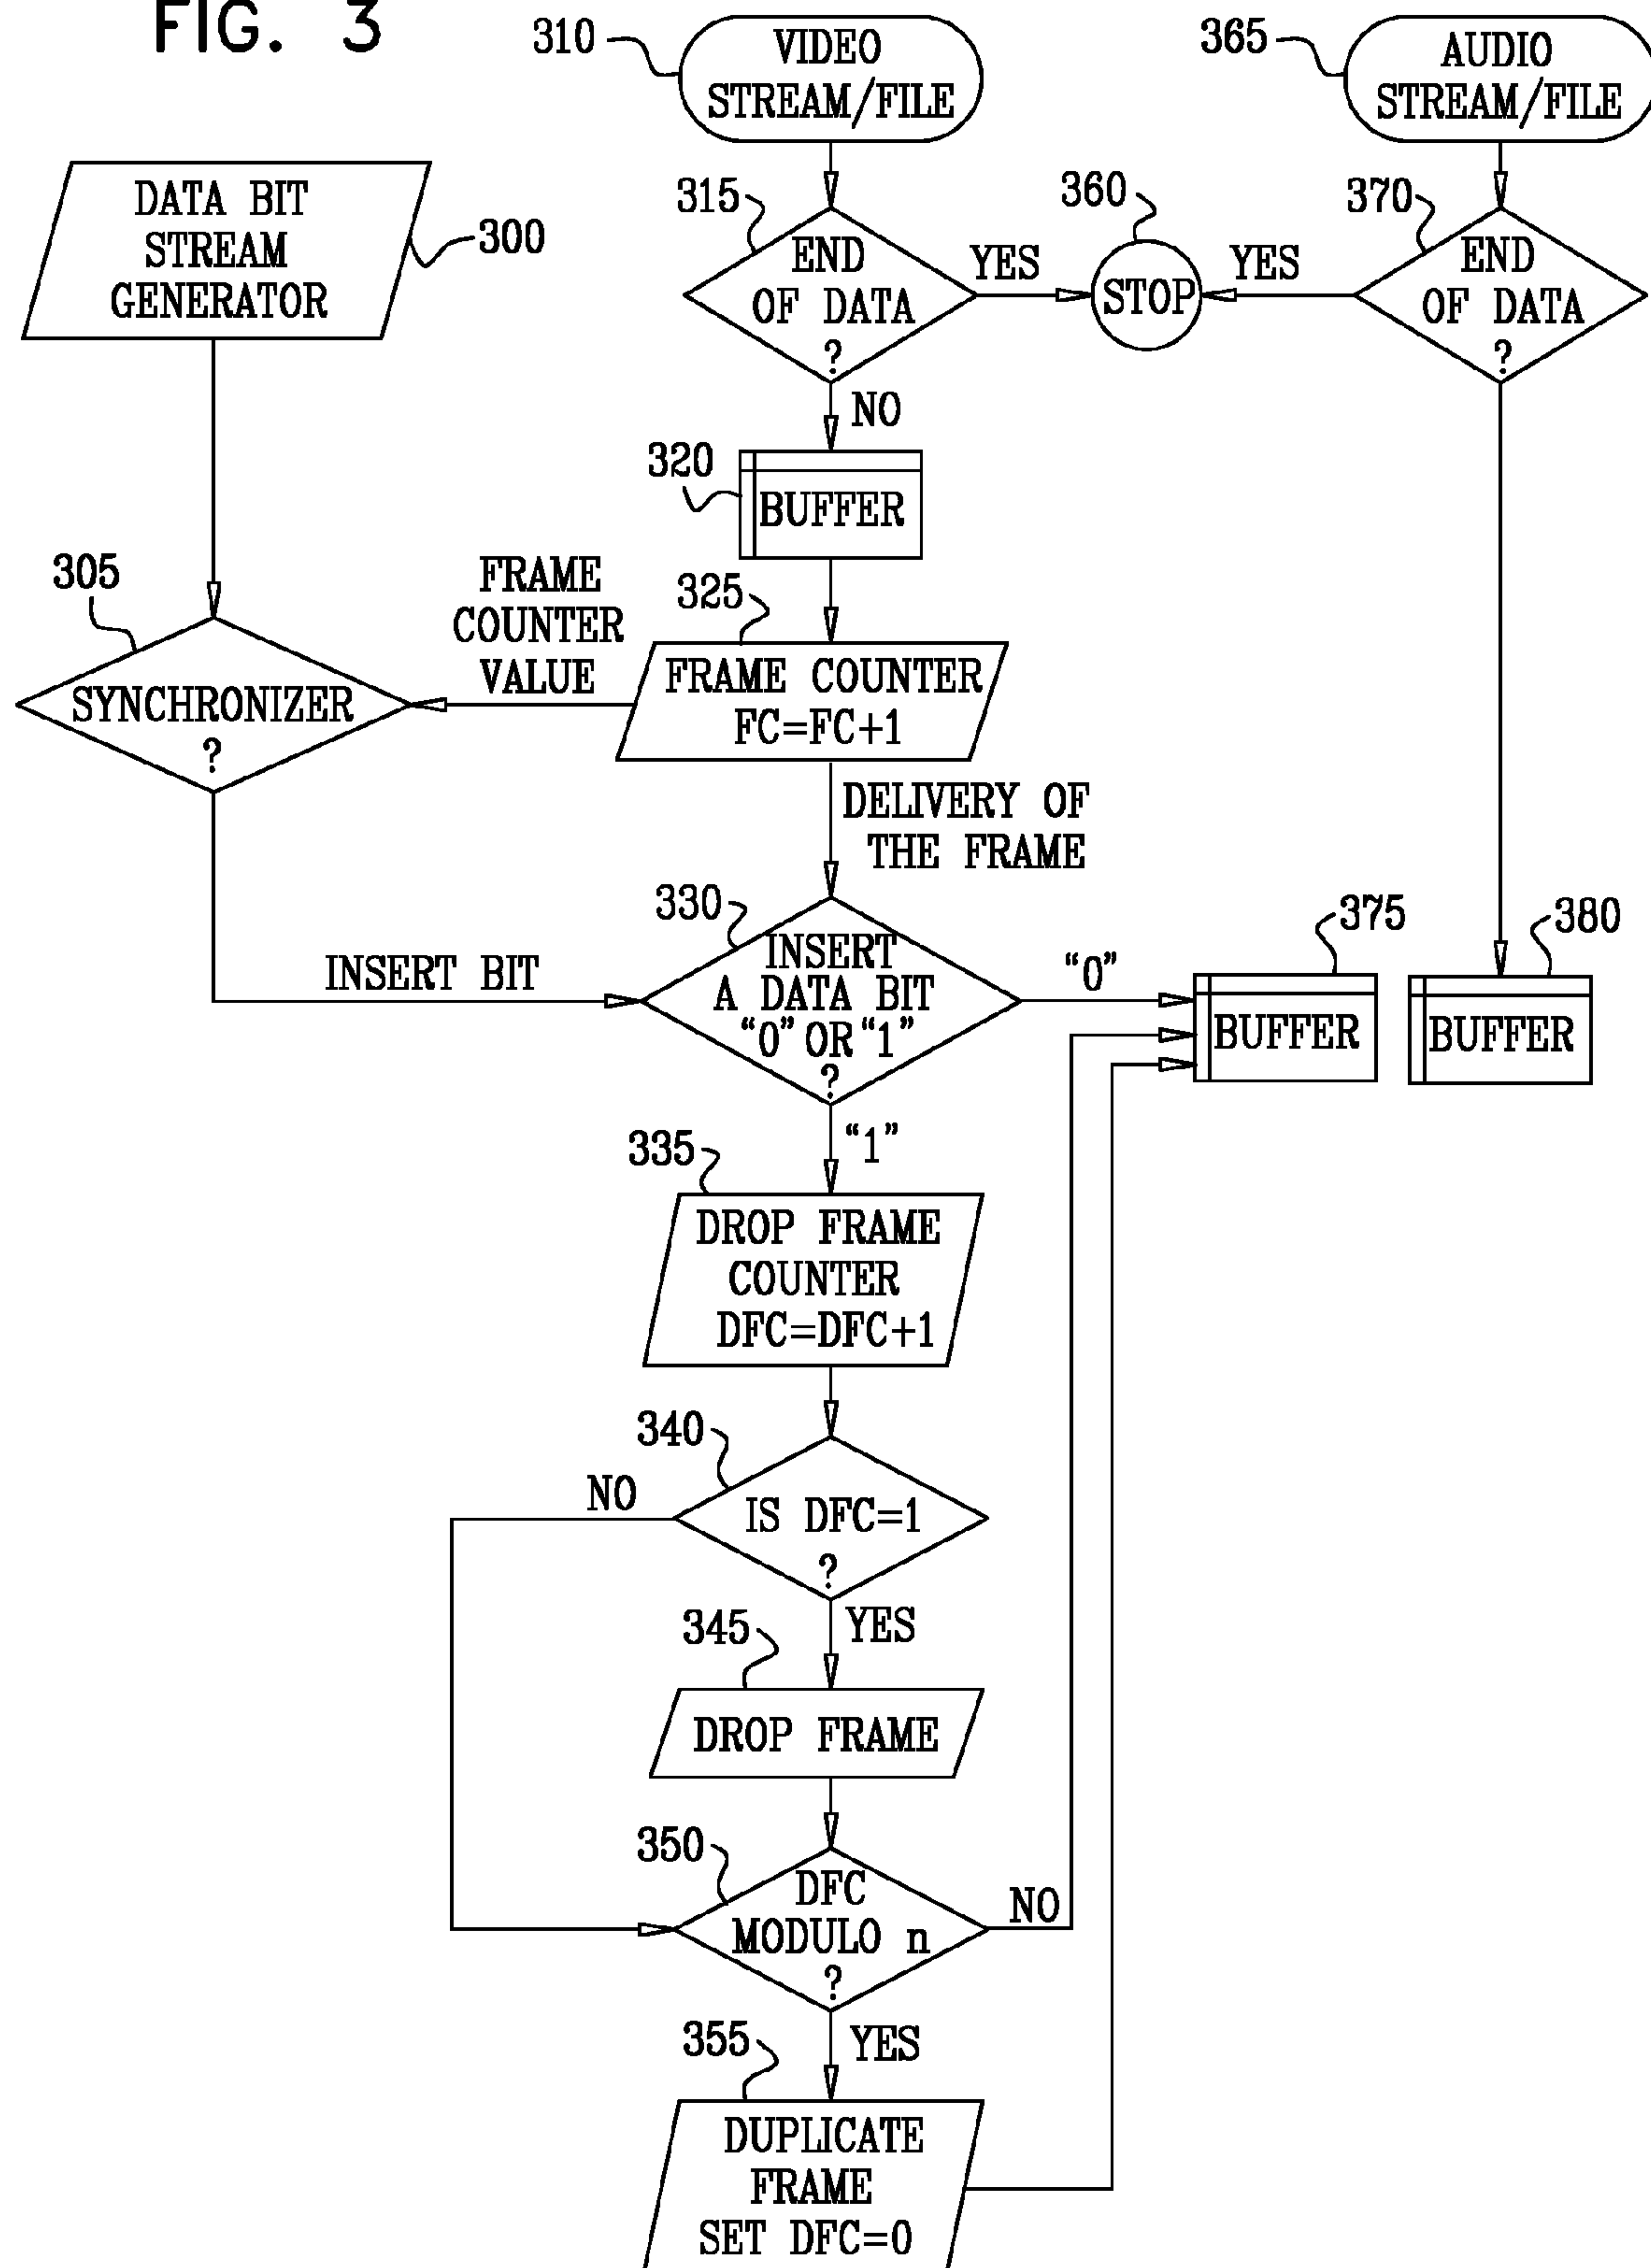 FIG. 3
310
VIDEO
STREAM/FILE
365
AUDIO
STREAM/FILE
DATA BIT
STREAM
GENERATOR
300
315
END
OF DATA
?
YES
360
STOP
YES
370
END
OF DATA
?
NO
320
BUFFER
305
SYNCHRONIZER
?
FRAME
COUNTER
VALUE
325
FRAME COUNTER
FC=FC+1
DELIVERY OF
THE FRAME
INSERT BIT
330
INSERT
A DATA BIT
“0” OR “1”
?
“0”
375
BUFFER
380
BUFFER
“1”
335
DROP FRAME
COUNTER
DFC=DFC+1
340
IS DFC=1
?
NO
YES
345
DROP FRAME
350
DFC
MODULO n
?
NO
YES
355
DUPLICATE
FRAME
SET DFC=0